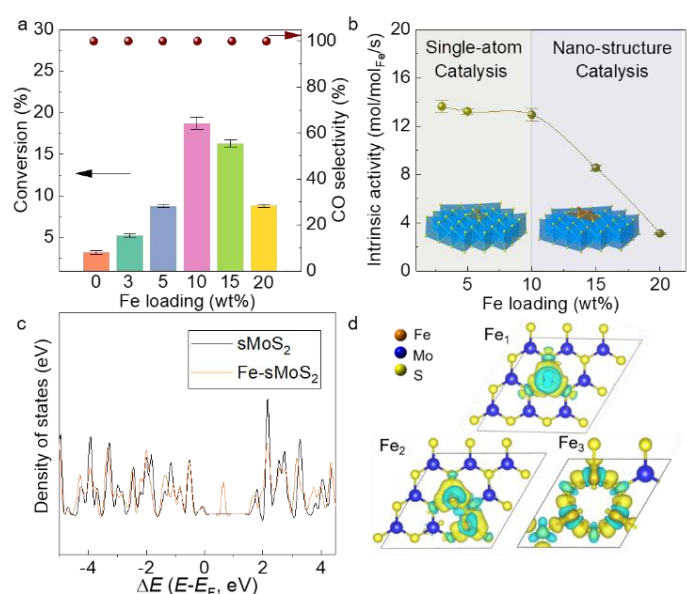 a
Conversion (%)
30
25
20
15
10
5
0 3 5 10 15 20
Fe loading (wt%)
100
80
60
40
20
0
CO selectivity (%)
b
Intrinsic activity (mol/mol_Fe/s)
20
16
12
8
4
0
Single-atom
Catalysis
Nano-structure
Catalysis
5 10 15 20
Fe loading (wt%)
c
Density of states (eV)
sMoS₂
Fe-sMoS₂
-4 -2 0 2 4
ΔE (E-E_F, eV)
d
Fe
Mo
S
Fe₁
Fe₂
Fe₃